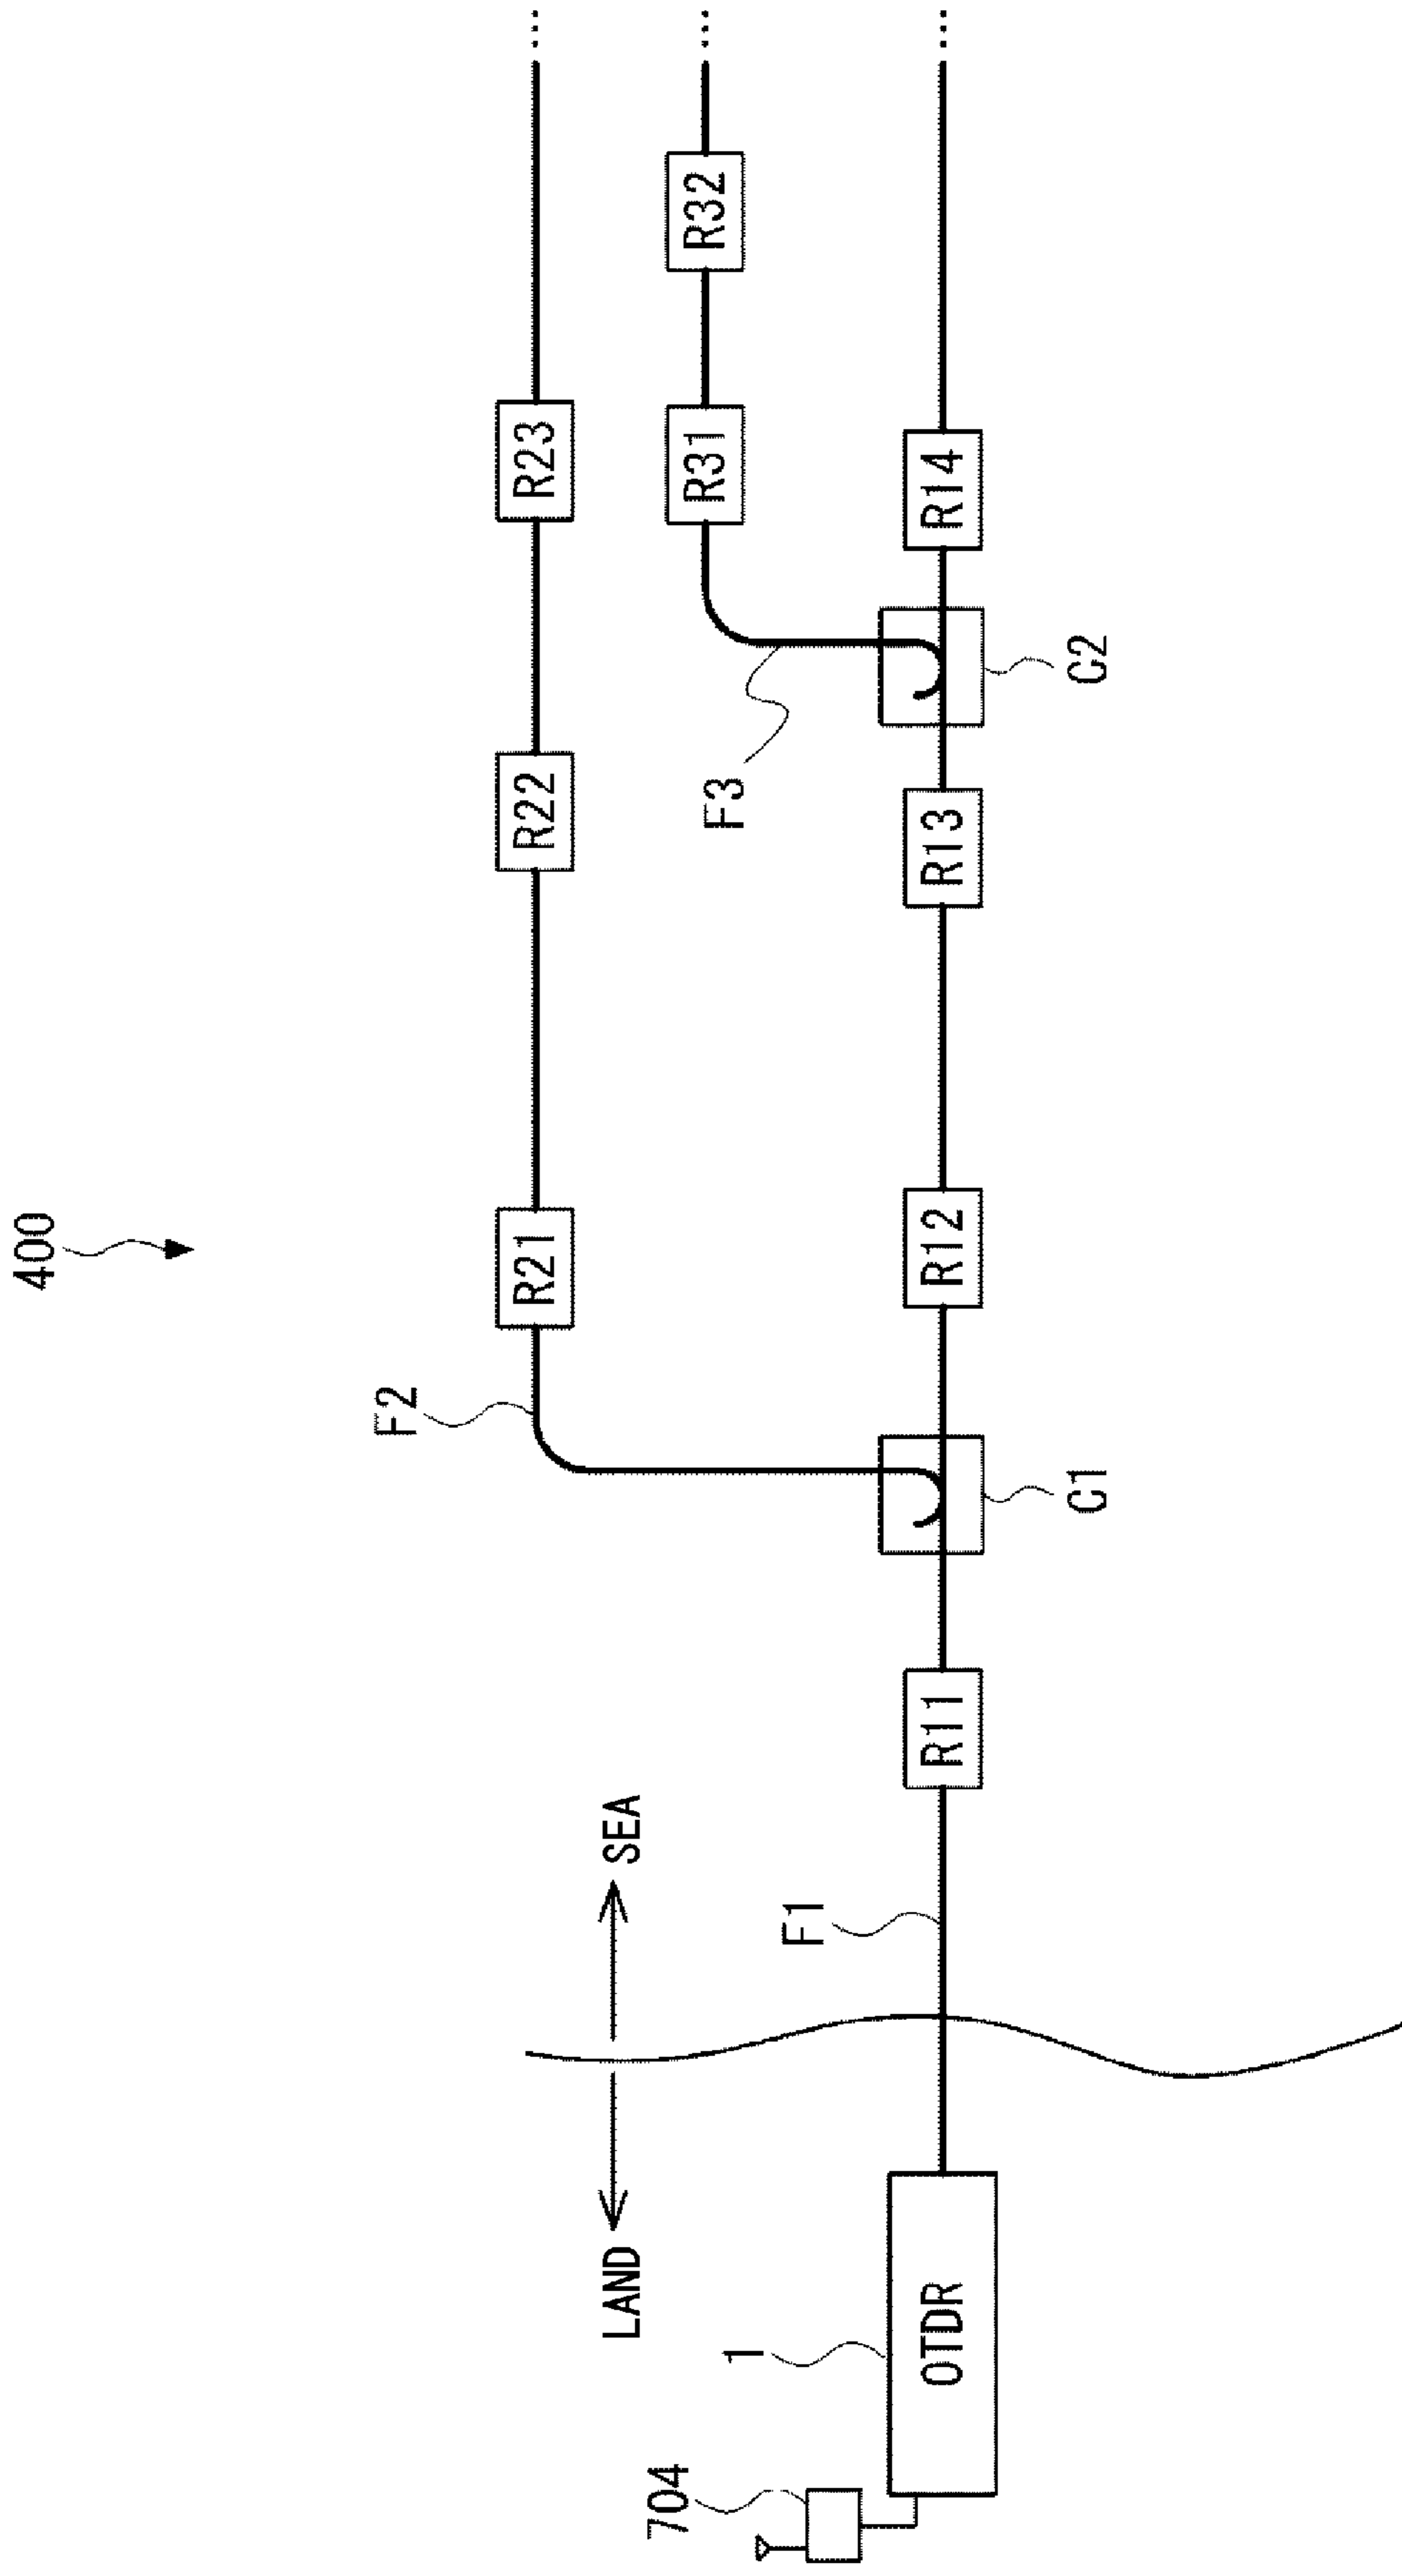 400
F2
R21
R22
R23
...
F3
R31
R32
...
LAND
SEA
704
1
OTDR
F1
R11
C1
R12
R13
C2
R14
...